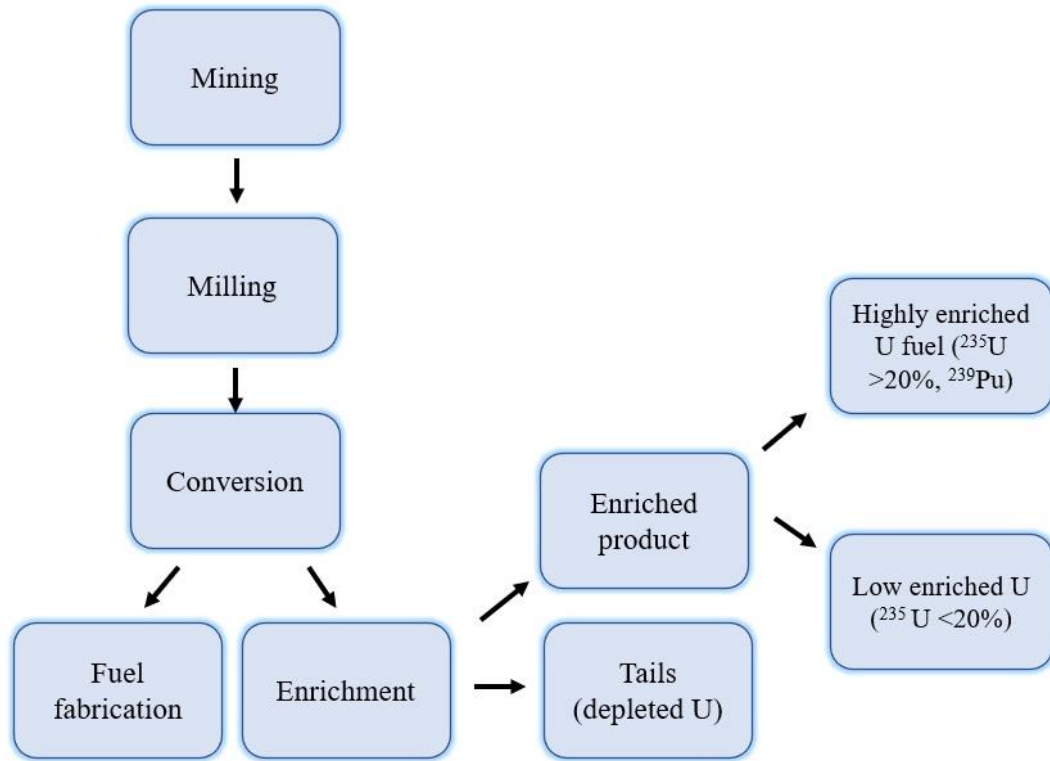 Mining
Milling
Conversion
Fuel
fabrication
Enrichment
Enriched
product
Tails
(depleted U)
Highly enriched
U fuel (²³⁵U
>20%, ²³⁹Pu)
Low enriched U
(²³⁵ U <20%)